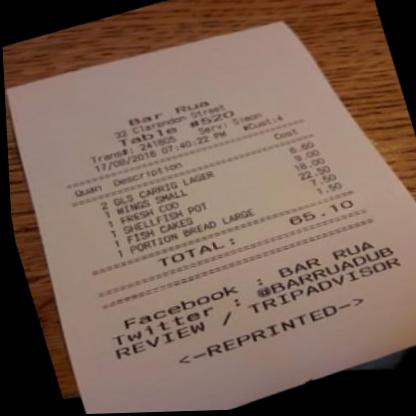 Bar Rua
32 Clarendon Street
Table #520
Trans#: 241805 Serv: Simon
17/08/2018 07:40:22 PM #Cust:4
Quan Description Cost
2 GLS CARRIG LAGER 6.60
1 WINGS SMALL 9.00
1 FRESH COD 18.00
1 SHELLFISH POT 22.50
1 FISH CAKES 7.50
1 PORTION BREAD LARGE 1.50
TOTAL: 65.10
Facebook : BAR RUA
Twitter : @BARRUADUB
REVIEW / TRIPADVISOR
<-REPRINTED->